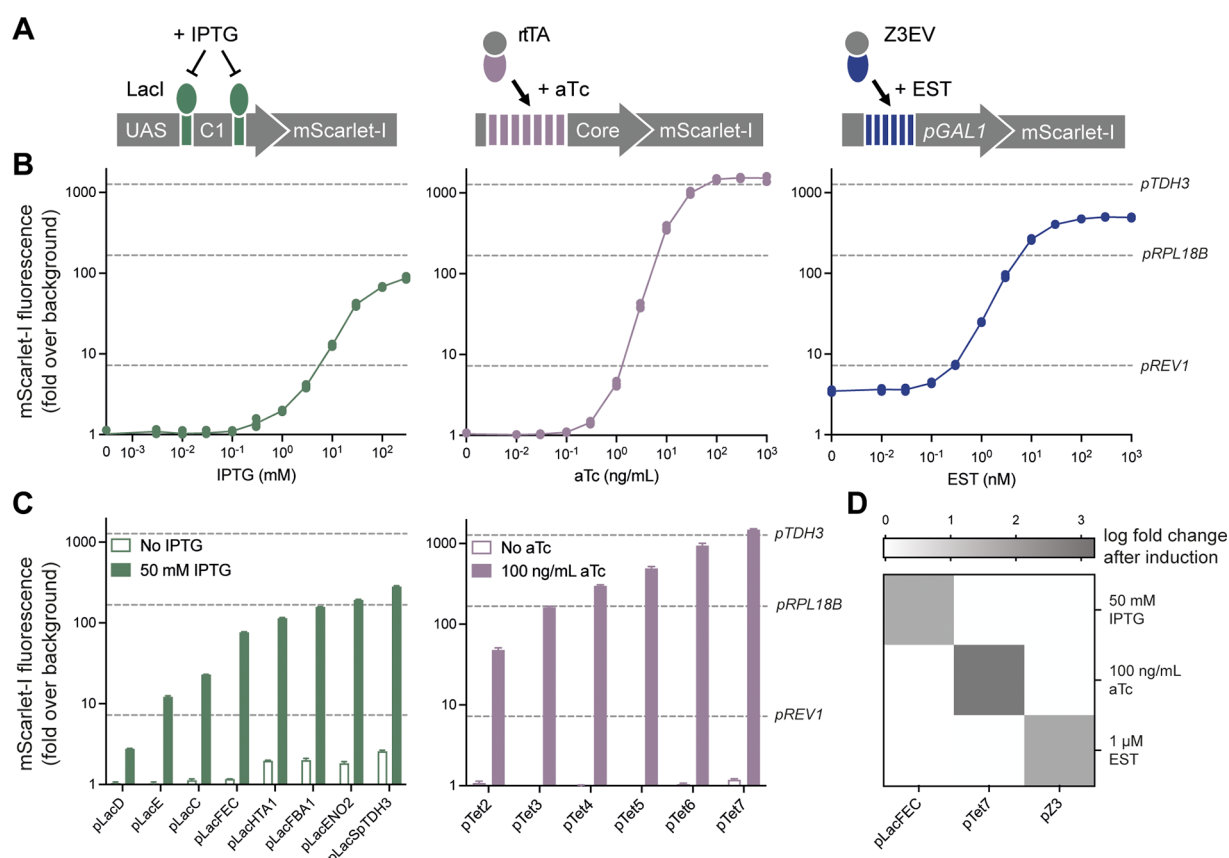 A
+ IPTG
LacI
UAS
C1
mScarlet-I
rtTA
+ aTc
Core
mScarlet-I
Z3EV
+ EST
pGAL1
mScarlet-I
B
mScarlet-I fluorescence
(fold over background)
1000
100
10
1
0 10-3 10-2 10-1 100 101 102
IPTG (mM)
1000
100
10
1
0 10-2 10-1 100 101 102 103
aTc (ng/mL)
1000
100
10
1
0 10-2 10-1 100 101 102 103
EST (nM)
pTDH3
pRPL18B
pREV1
C
mScarlet-I fluorescence
(fold over background)
1000
100
10
1
No IPTG
50 mM IPTG
pLacD
pLacE
pLacC
pLacFEC
pLacHTA1
pLacFBA1
pLacENO2
pLacSpTDH3
1000
100
10
1
No aTc
100 ng/mL aTc
pTet2
pTet3
pTet4
pTet5
pTet6
pTet7
pTDH3
pRPL18B
pREV1
D
0 1 2 3
log fold change
after induction
50 mM
IPTG
100 ng/mL
aTc
1 µM
EST
pLacFEC
pTet7
pZ3